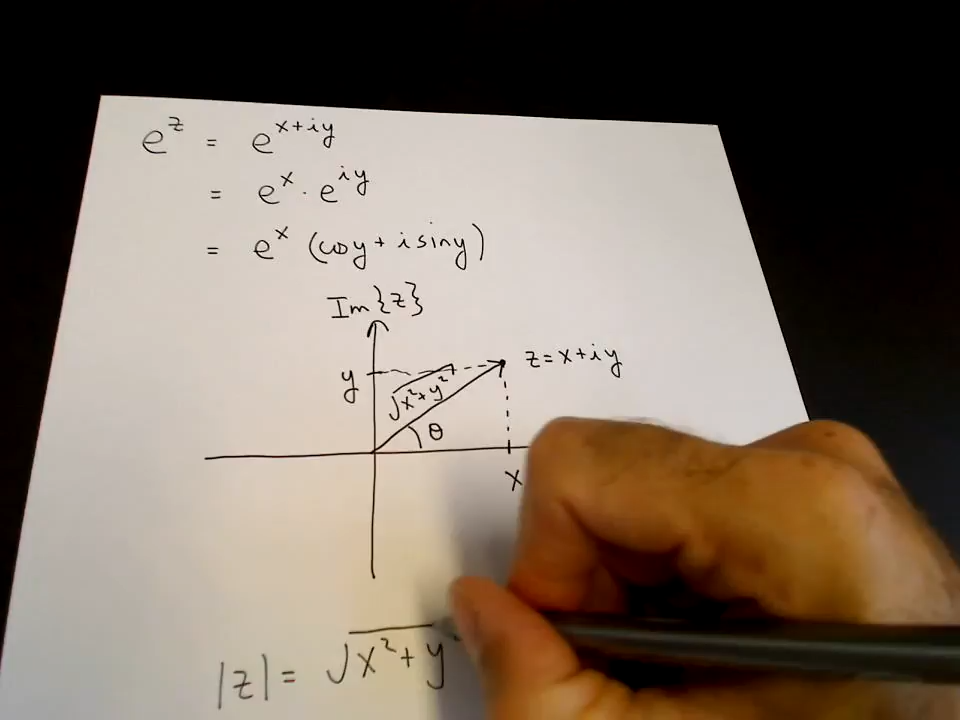 e^z = e^{x+iy}
= e^x · e^{iy}
= e^x (cos y + i sin y)
Im{z}
z = x+iy
y
√x²+y²
θ
x
|z| = √x²+y²